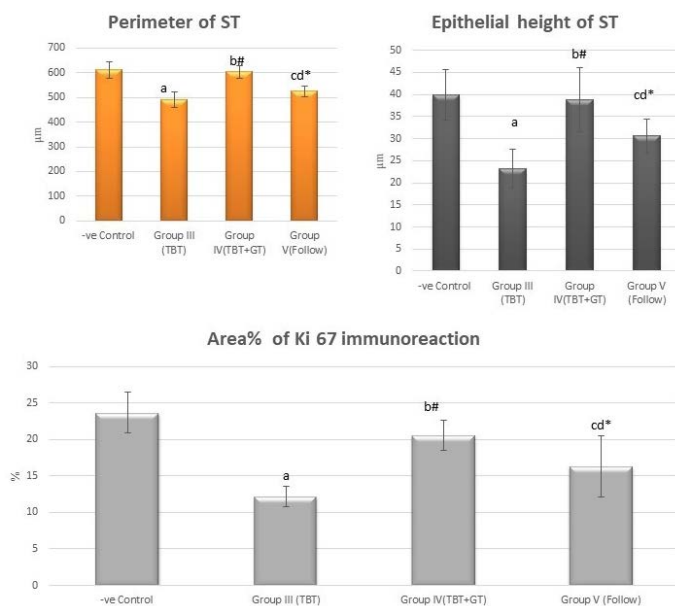 Perimeter of ST
700
600
500
400
300
200
100
0
μm
a
b#
cd*
-ve Control
Group III
(TBT)
Group
IV(TBT+GT)
Group
V(Follow)
Epithelial height of ST
50
45
40
35
30
25
20
15
10
5
0
μm
a
b#
cd*
-ve Control
Group III
(TBT)
Group
IV(TBT+GT)
Group V
(Follow)
Area% of Ki 67 immunoreaction
30
25
20
15
10
5
0
%
a
b#
cd*
-ve Control
Group III (TBT)
Group IV(TBT+GT)
Group V (Follow)